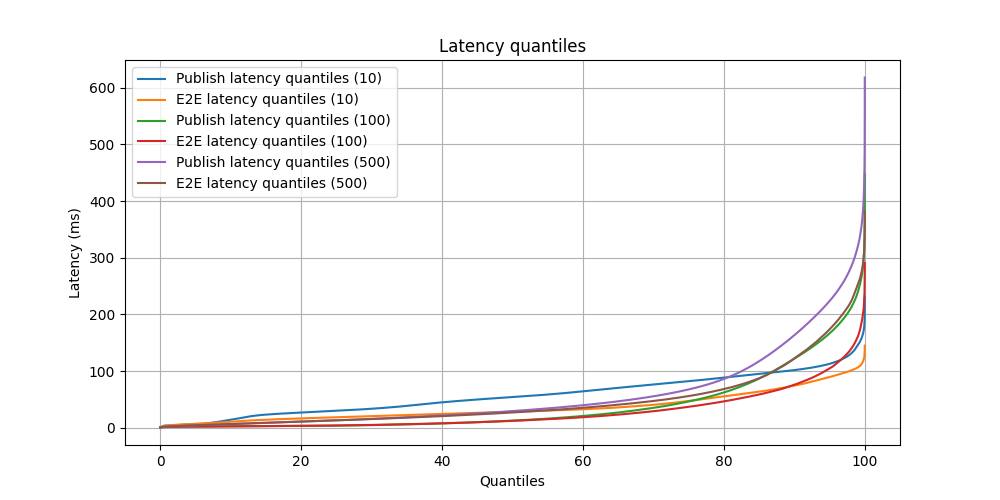 Latency quantiles
Publish latency quantiles (10)
E2E latency quantiles (10)
Publish latency quantiles (100)
E2E latency quantiles (100)
Publish latency quantiles (500)
E2E latency quantiles (500)
Latency (ms)
600
500
400
300
200
100
0
0 20 40 60 80 100
Quantiles